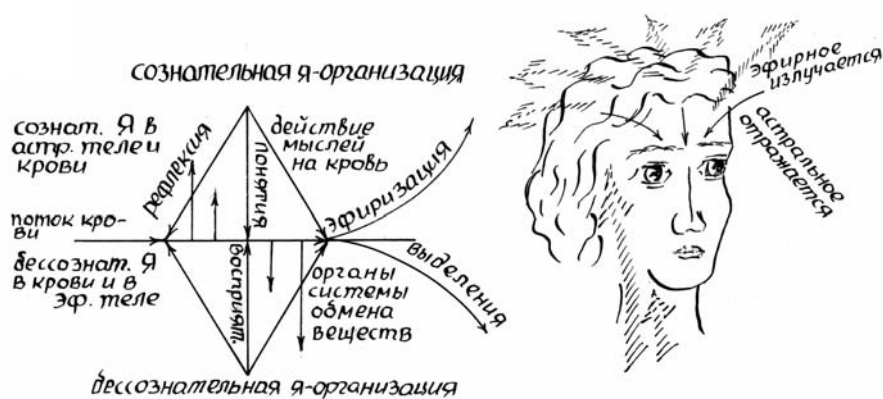 сознательная я-организация
сознат. Я в
астр. теле и
крови
рефлексия
понятия
действие
мыслей
на кровь
эфиризация
поток кро-
ви
бессознат. Я
в крови и в
эф. теле
восприят.
органы
системы
обмена
веществ
выделения
бессознательная я-организация
эфирное
излучается
астральное
отражается